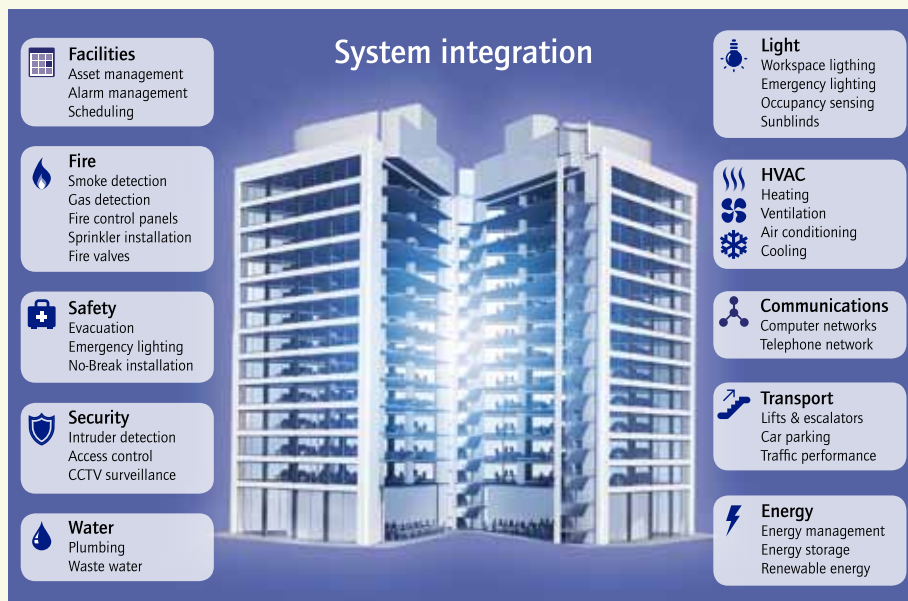 System integration
Facilities
Asset management
Alarm management
Scheduling
Fire
Smoke detection
Gas detection
Fire control panels
Sprinkler installation
Fire valves
Safety
Evacuation
Emergency lighting
No-Break installation
Security
Intruder detection
Access control
CCTV surveillance
Water
Plumbing
Waste water
Light
Workspace ligthing
Emergency lighting
Occupancy sensing
Sunblinds
HVAC
Heating
Ventilation
Air conditioning
Cooling
Communications
Computer networks
Telephone network
Transport
Lifts & escalators
Car parking
Traffic performance
Energy
Energy management
Energy storage
Renewable energy